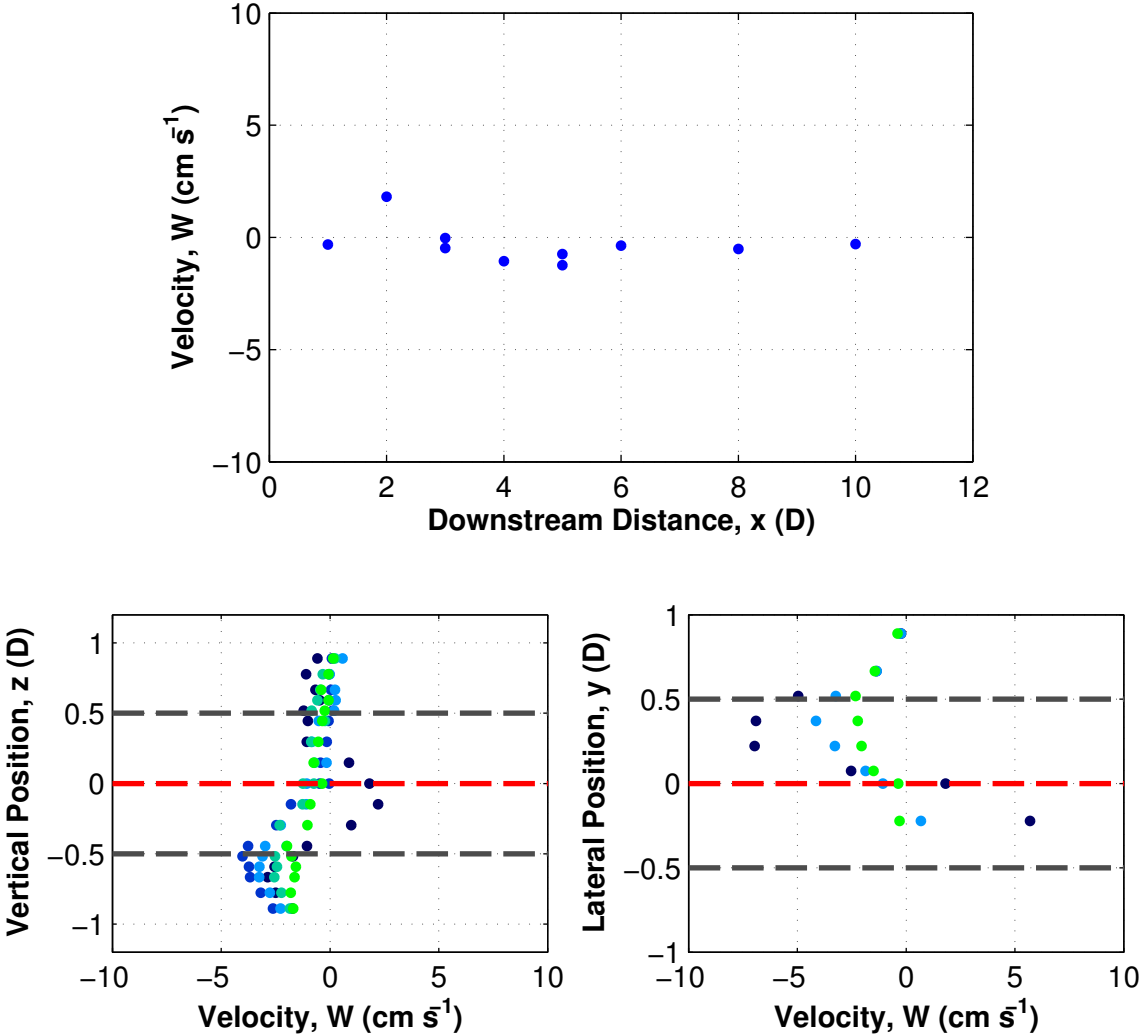 10
5
0
−5
−10
Velocity, W (cm s⁻¹)
0 2 4 6 8 10 12
Downstream Distance, x (D)
1
0.5
0
−0.5
−1
Vertical Position, z (D)
−10 −5 0 5 10
Velocity, W (cm s⁻¹)
1
0.5
0
−0.5
−1
Lateral Position, y (D)
−10 −5 0 5 10
Velocity, W (cm s⁻¹)